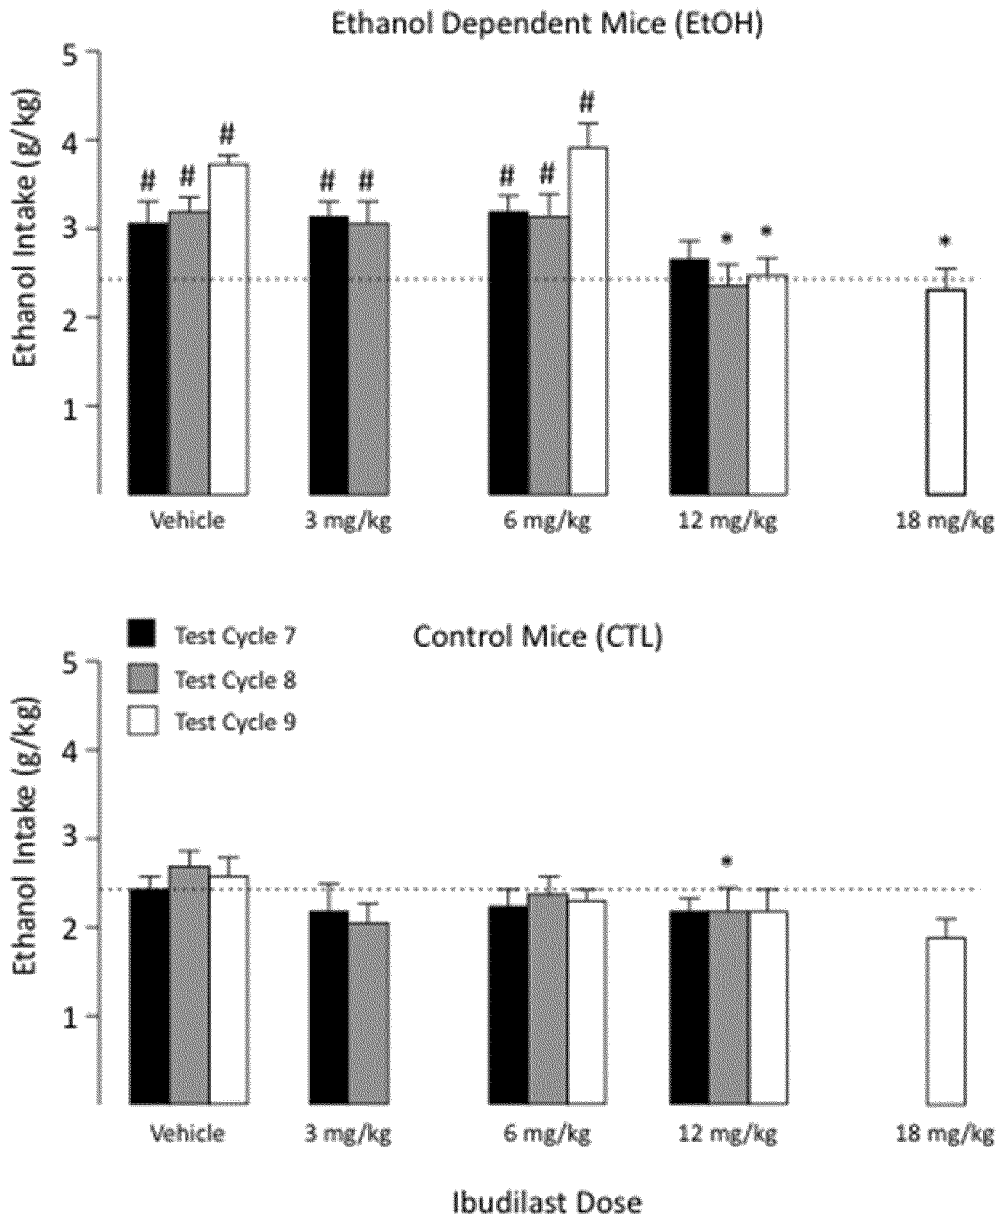 Ethanol Dependent Mice (EtOH)
Ethanol Intake (g/kg)
5
4
3
2
1
# # #
# #
# # #
* *
*
Vehicle 3 mg/kg 6 mg/kg 12 mg/kg 18 mg/kg
Control Mice (CTL)
Test Cycle 7
Test Cycle 8
Test Cycle 9
Ethanol Intake (g/kg)
5
4
3
2
1
*
Vehicle 3 mg/kg 6 mg/kg 12 mg/kg 18 mg/kg
Ibudilast Dose